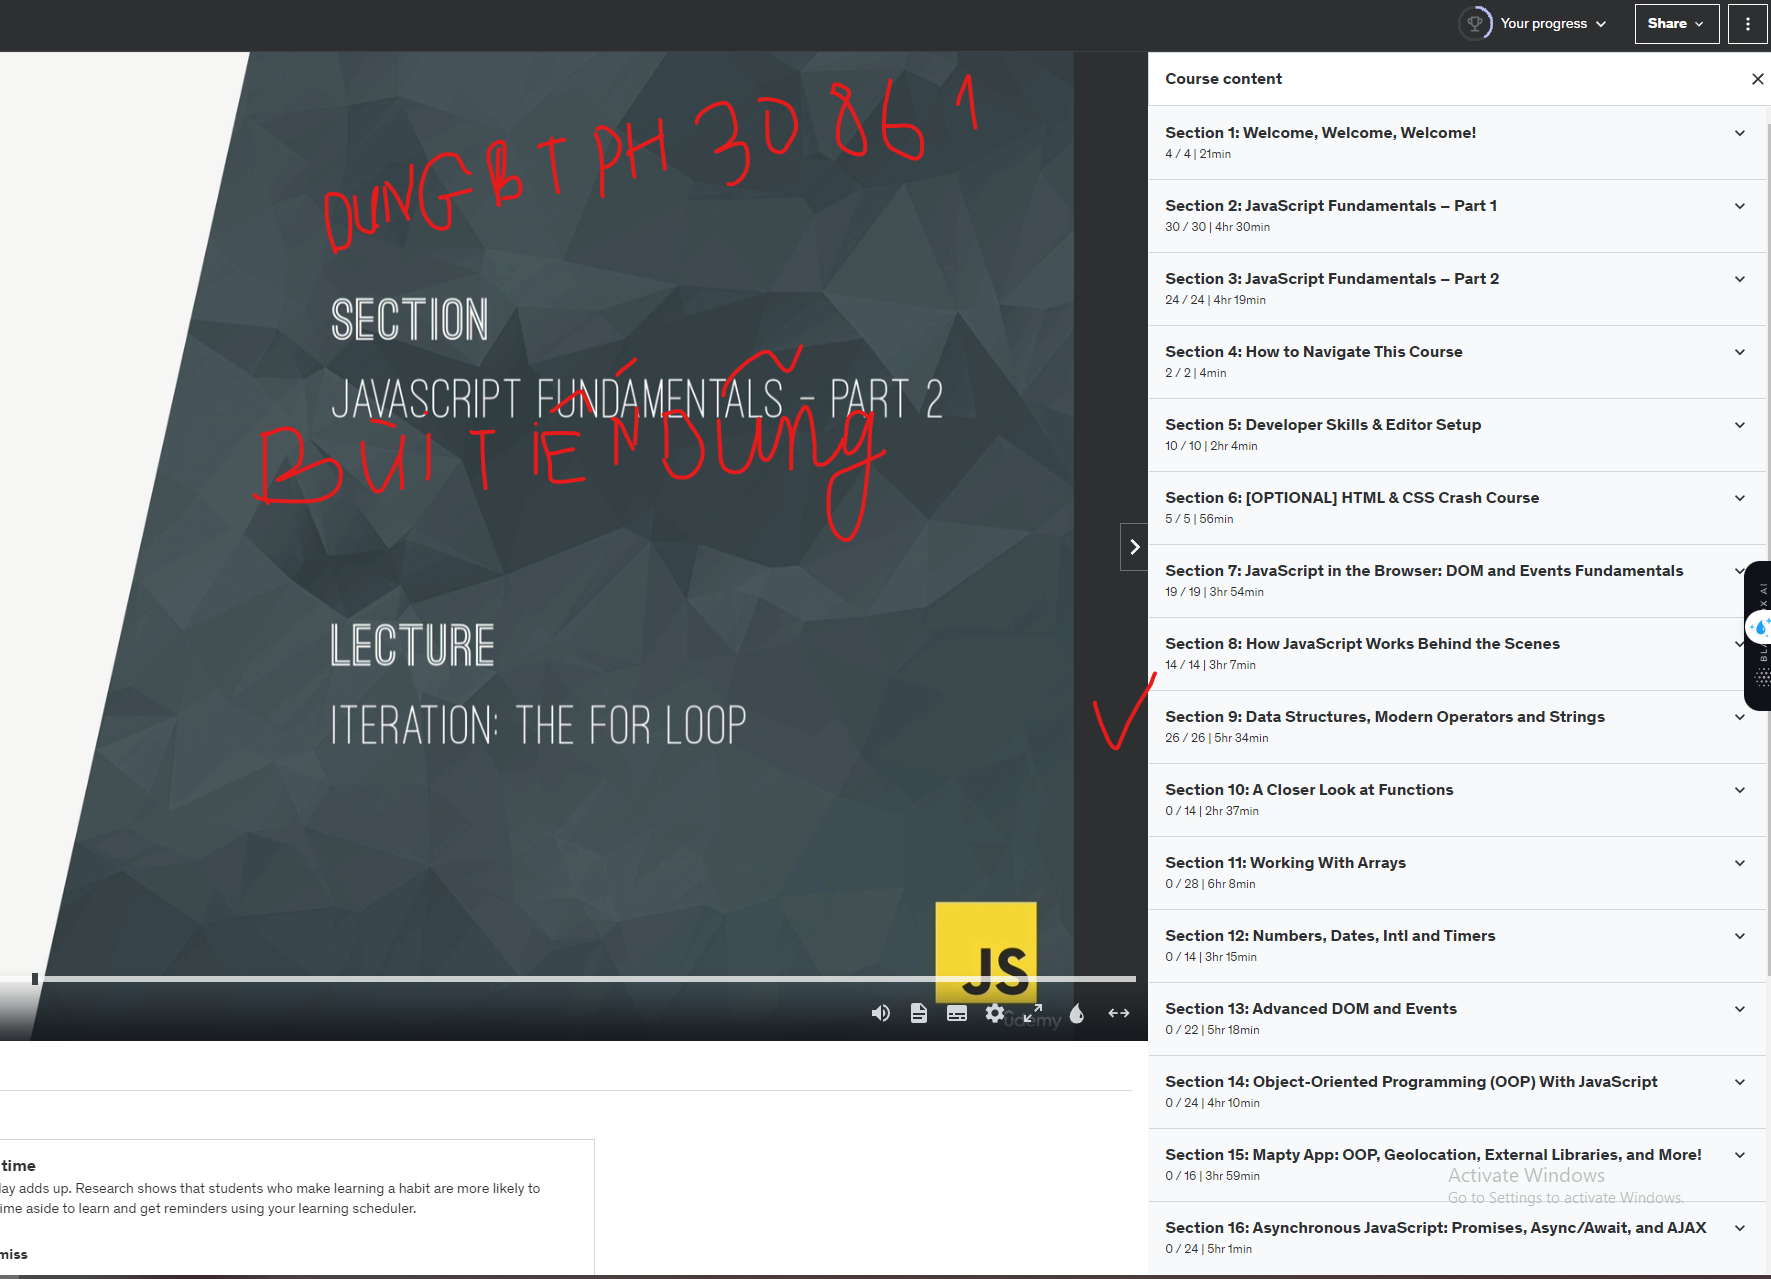 Your progress
Share
DUNGBTPH30861
SECTION
JAVASCRIPT FUNDAMENTALS – PART 2
BÙI TIẾN Dũng
LECTURE
ITERATION: THE FOR LOOP
JS
ûdemy
time
lay adds up. Research shows that students who make learning a habit are more likely to
ime aside to learn and get reminders using your learning scheduler.
miss
Course content
Section 1: Welcome, Welcome, Welcome!
4 / 4 | 21min
Section 2: JavaScript Fundamentals – Part 1
30 / 30 | 4hr 30min
Section 3: JavaScript Fundamentals – Part 2
24 / 24 | 4hr 19min
Section 4: How to Navigate This Course
2 / 2 | 4min
Section 5: Developer Skills & Editor Setup
10 / 10 | 2hr 4min
Section 6: [OPTIONAL] HTML & CSS Crash Course
5 / 5 | 56min
Section 7: JavaScript in the Browser: DOM and Events Fundamentals
19 / 19 | 3hr 54min
Section 8: How JavaScript Works Behind the Scenes
14 / 14 | 3hr 7min
Section 9: Data Structures, Modern Operators and Strings
26 / 26 | 5hr 34min
Section 10: A Closer Look at Functions
0 / 14 | 2hr 37min
Section 11: Working With Arrays
0 / 28 | 6hr 8min
Section 12: Numbers, Dates, Intl and Timers
0 / 14 | 3hr 15min
Section 13: Advanced DOM and Events
0 / 22 | 5hr 18min
Section 14: Object-Oriented Programming (OOP) With JavaScript
0 / 24 | 4hr 10min
Section 15: Mapty App: OOP, Geolocation, External Libraries, and More!
0 / 16 | 3hr 59min
Activate Windows
Go to Settings to activate Windows.
Section 16: Asynchronous JavaScript: Promises, Async/Await, and AJAX
0 / 24 | 5hr 1min